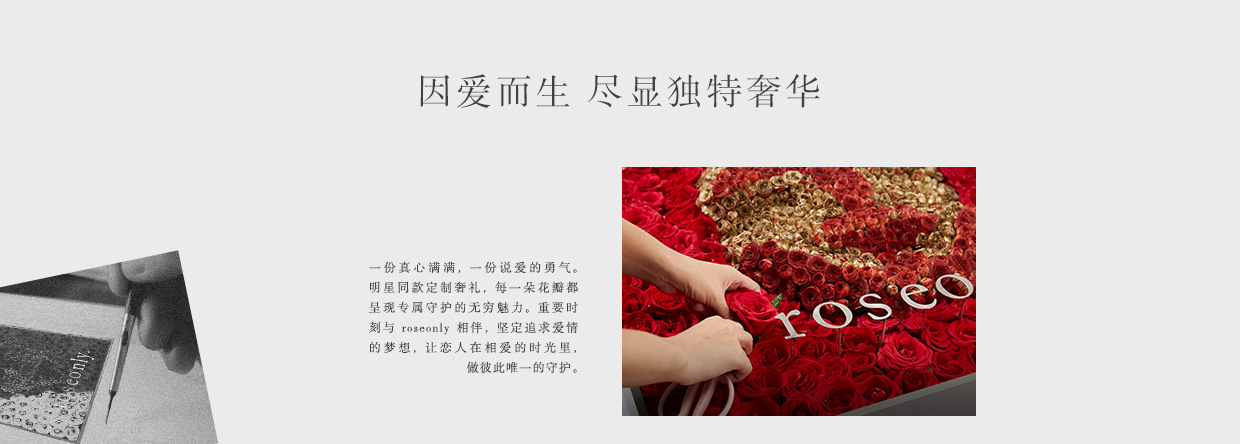 因爱而生 尽显独特奢华
一份真心满满，一份说爱的勇气。
明星同款定制奢礼，每一朵花瓣都
呈现专属守护的无穷魅力。重要时
刻与 roseonly 相伴，坚定追求爱情
的梦想，让恋人在相爱的时光里，
做彼此唯一的守护。
roseo
seonly.